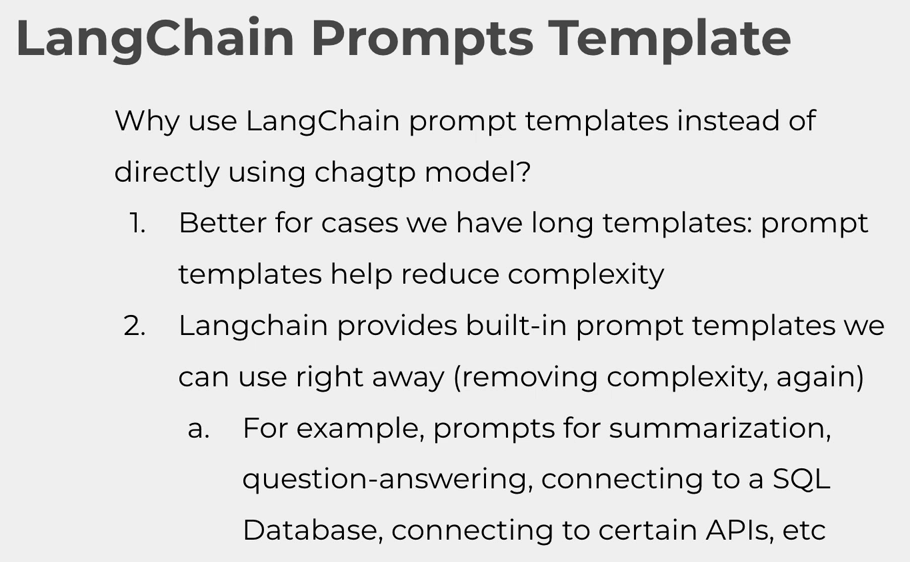 LangChain Prompts Template
Why use LangChain prompt templates instead of
directly using chagtp model?
1. Better for cases we have long templates: prompt
templates help reduce complexity
2. Langchain provides built-in prompt templates we
can use right away (removing complexity, again)
a. For example, prompts for summarization,
question-answering, connecting to a SQL
Database, connecting to certain APIs, etc